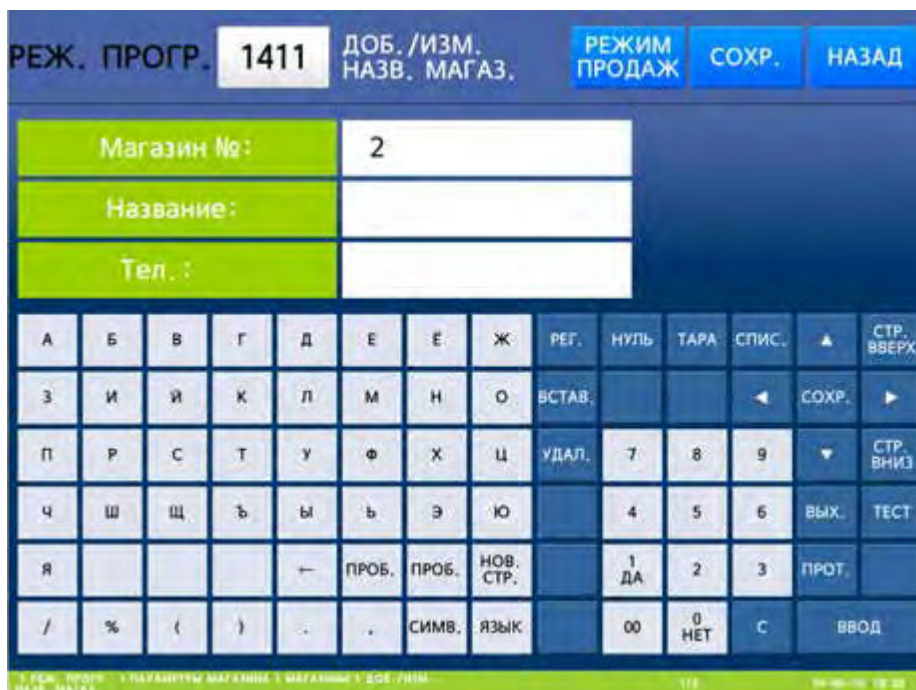 РЕЖ. ПРОГР. 1411 ДОБ./ИЗМ. НАЗВ. МАГАЗ. РЕЖИМ ПРОДАЖ СОХР. НАЗАД
Магазин №: 2
Название:
Тел.:
А Б В Г Д Е Ё Ж РЕГ. НУЛЬ ТАРА СПИС. ▲ СТР. ВВЕРХ
З И Й К Л М Н О ВСТАВ. ◀ СОХР. ▶
П Р С Т У Ф Х Ц УДАЛ. 7 8 9 ▼ СТР. ВНИЗ
Ч Ш Щ Ъ Ы Ь Э Ю 4 5 6 ВЫХ. ТЕСТ
Я ← ПРОБ. ПРОБ. НОВ. СТР. 1 ДА 2 3 ПРОТ.
/ % ( ) СИМВ. ЯЗЫК 00 0 НЕТ С ВВОД